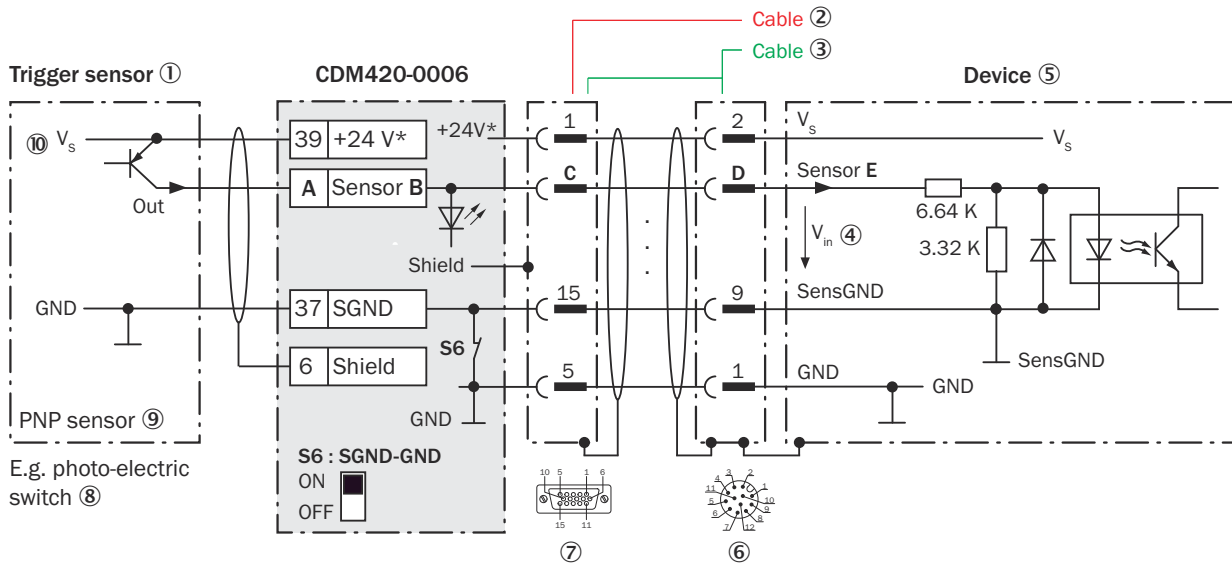 Cable ②
Cable ③
Trigger sensor ①
CDM420-0006
Device ⑤
⑩ Vs
39 +24 V*
+24V*
1
2
Vs
Vs
A Sensor B
C
D
Sensor E
Out
6.64 K
Vin ④
3.32 K
Shield
GND
37 SGND
15
9
SensGND
S6
6 Shield
SensGND
5
1
GND
GND
GND
PNP sensor ⑨
E.g. photo-electric
switch ⑧
S6 : SGND-GND
ON
OFF
10 5 1 6
15 11
3 2
4 1
11 10
5 9
6 8
7 12
⑦
⑥